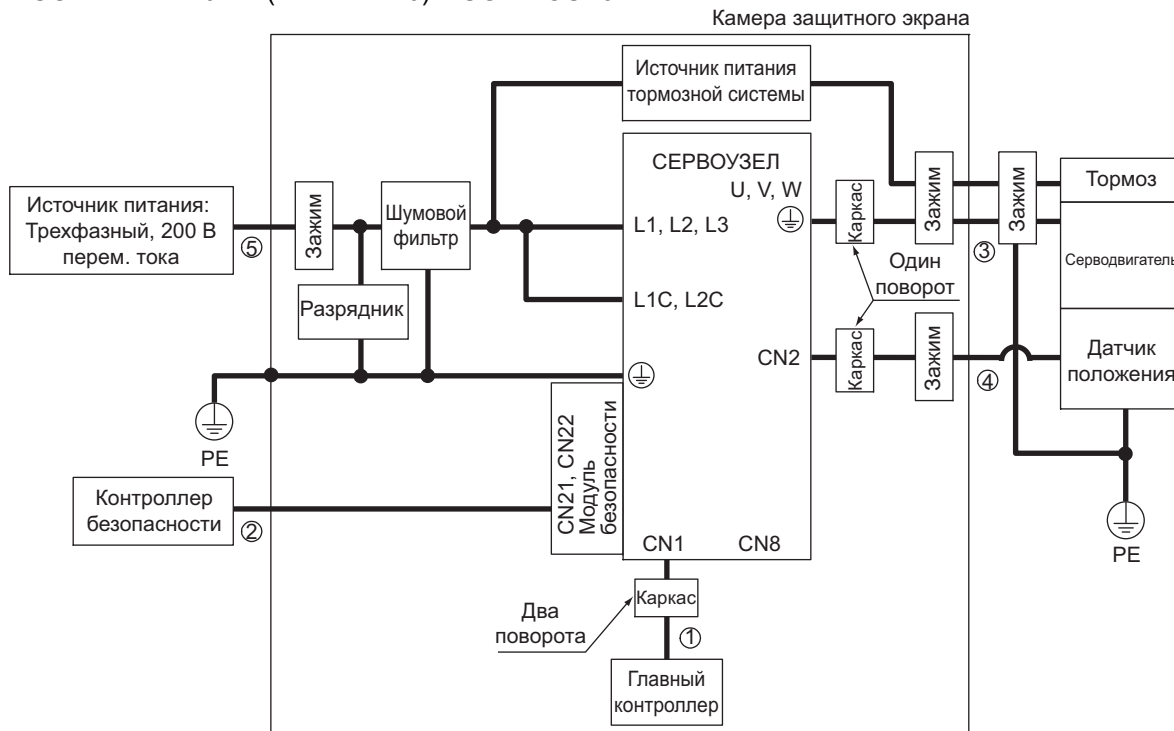 Камера защитного экрана
Источник питания
тормозной системы
СЕРВОУЗЕЛ
U, V, W
Источник питания:
Трехфазный, 200 В
перем. тока
⑤
Зажим
Шумовой
фильтр
L1, L2, L3
Каркас
Зажим
Зажим
③
Тормоз
Серводвигатель
Разрядник
L1C, L2C
Один
поворот
CN2
Каркас
Зажим
④
Датчик
положения
PE
CN21, CN22
Модуль
безопасности
Контроллер
безопасности
②
PE
CN1
CN8
Каркас
Два
поворота
①
Главный
контроллер